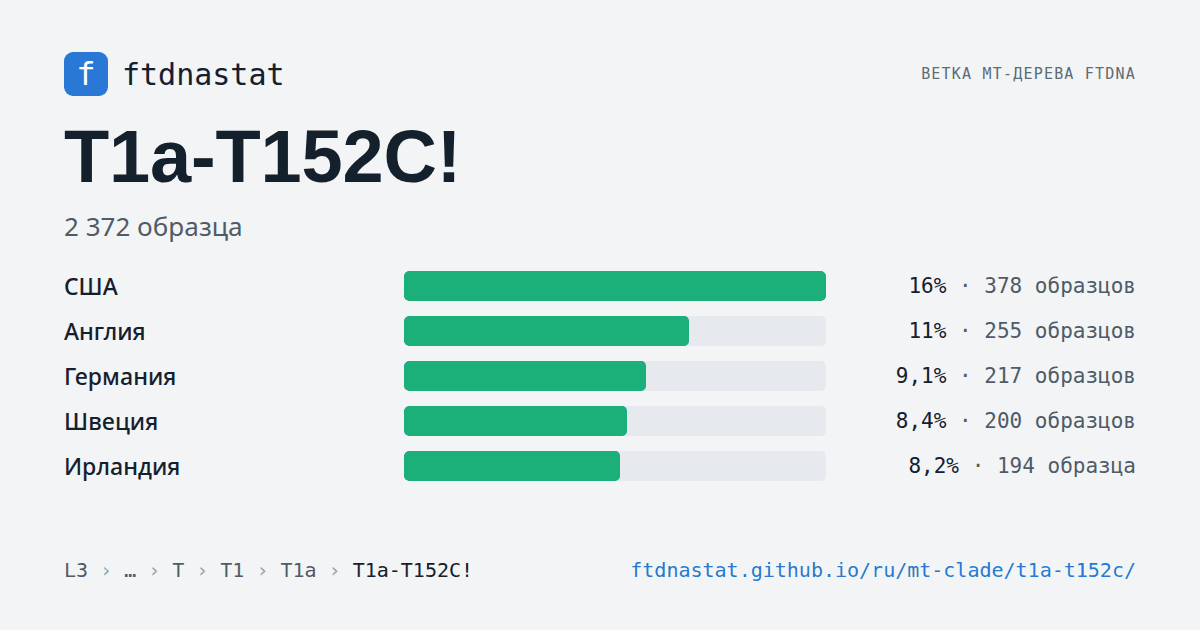 f ftdnastat
ВЕТКА МТ-ДЕРЕВА FTDNA
T1a-T152C!
2 372 образца
США 16% · 378 образцов
Англия 11% · 255 образцов
Германия 9,1% · 217 образцов
Швеция 8,4% · 200 образцов
Ирландия 8,2% · 194 образца
L3 › … › T › T1 › T1a › T1a-T152C!
ftdnastat.github.io/ru/mt-clade/t1a-t152c/